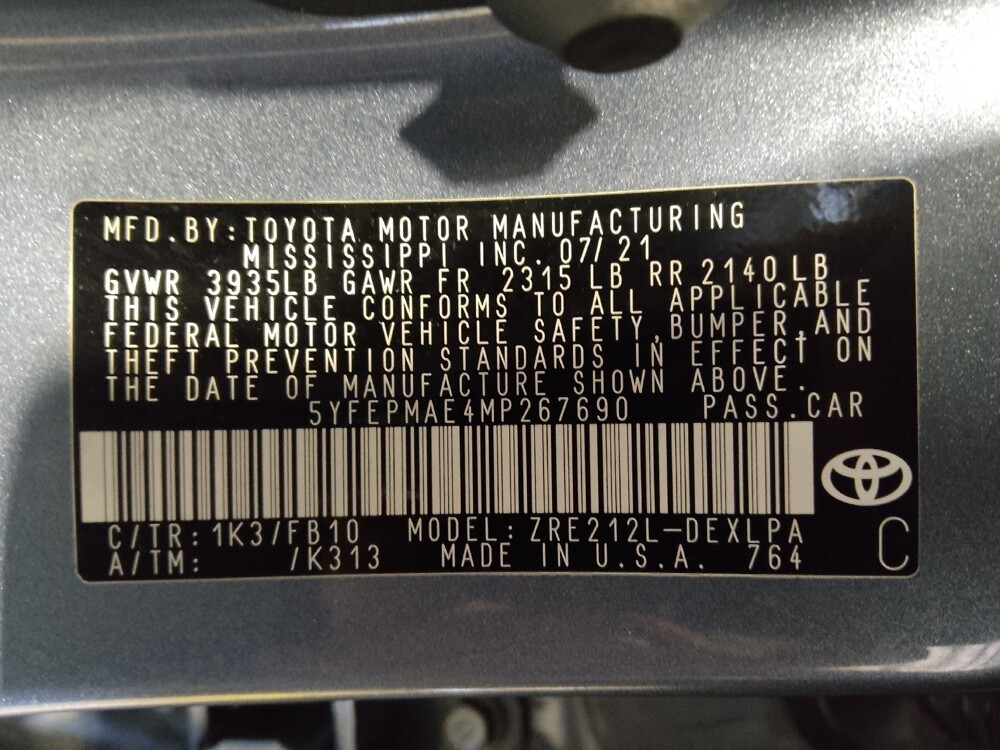 MFD.BY:TOYOTA MOTOR MANUFACTURING
MISSISSIPPI INC. 07/21
GVWR 3935LB GAWR FR 2315 LB RR 2140 LB
THIS VEHICLE CONFORMS TO ALL APPLICABLE
FEDERAL MOTOR VEHICLE SAFETY,BUMPER,AND
THEFT PREVENTION STANDARDS IN EFFECT ON
THE DATE OF MANUFACTURE SHOWN ABOVE.
5YFEPMAE4MP267690 PASS.CAR
C/TR:1K3/FB10 MODEL:ZRE212L-DEXLPA
A/TM: /K313 MADE IN U.S.A. 764
C